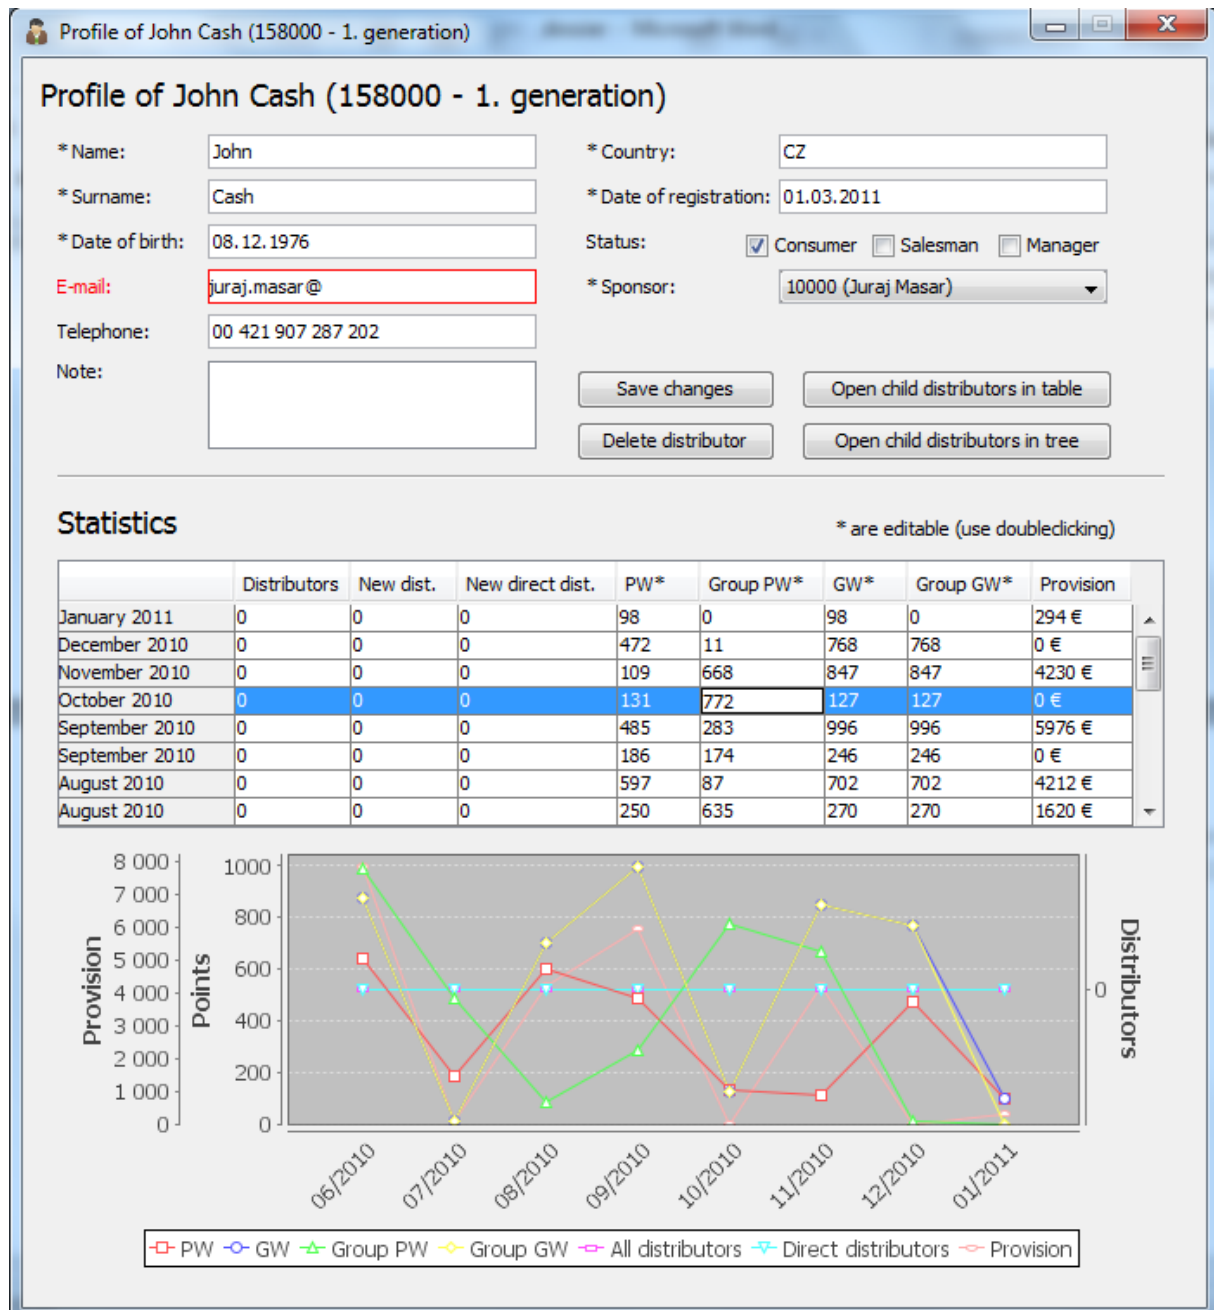 Profile of John Cash (158000 - 1. generation)
Profile of John Cash (158000 - 1. generation)
* Name: John * Country: CZ
* Surname: Cash * Date of registration: 01.03.2011
* Date of birth: 08.12.1976 Status: Consumer Salesman Manager
E-mail: juraj.masar@ * Sponsor: 10000 (Juraj Masar)
Telephone: 00 421 907 287 202
Note:
Save changes Open child distributors in table
Delete distributor Open child distributors in tree
Statistics * are editable (use doubleclicking)
Distributors New dist. New direct dist. PW* Group PW* GW* Group GW* Provision
January 2011 0 0 0 98 0 98 0 294 €
December 2010 0 0 0 472 11 768 768 0 €
November 2010 0 0 0 109 668 847 847 4230 €
October 2010 0 0 0 131 772 127 127 0 €
September 2010 0 0 0 485 283 996 996 5976 €
September 2010 0 0 0 186 174 246 246 0 €
August 2010 0 0 0 597 87 702 702 4212 €
August 2010 0 0 0 250 635 270 270 1620 €
Provision
8 000
7 000
6 000
5 000
4 000
3 000
2 000
1 000
0
Points
1000
800
600
400
200
0
0
Distributors
06/2010 07/2010 08/2010 09/2010 10/2010 11/2010 12/2010 01/2011
PW GW Group PW Group GW All distributors Direct distributors Provision